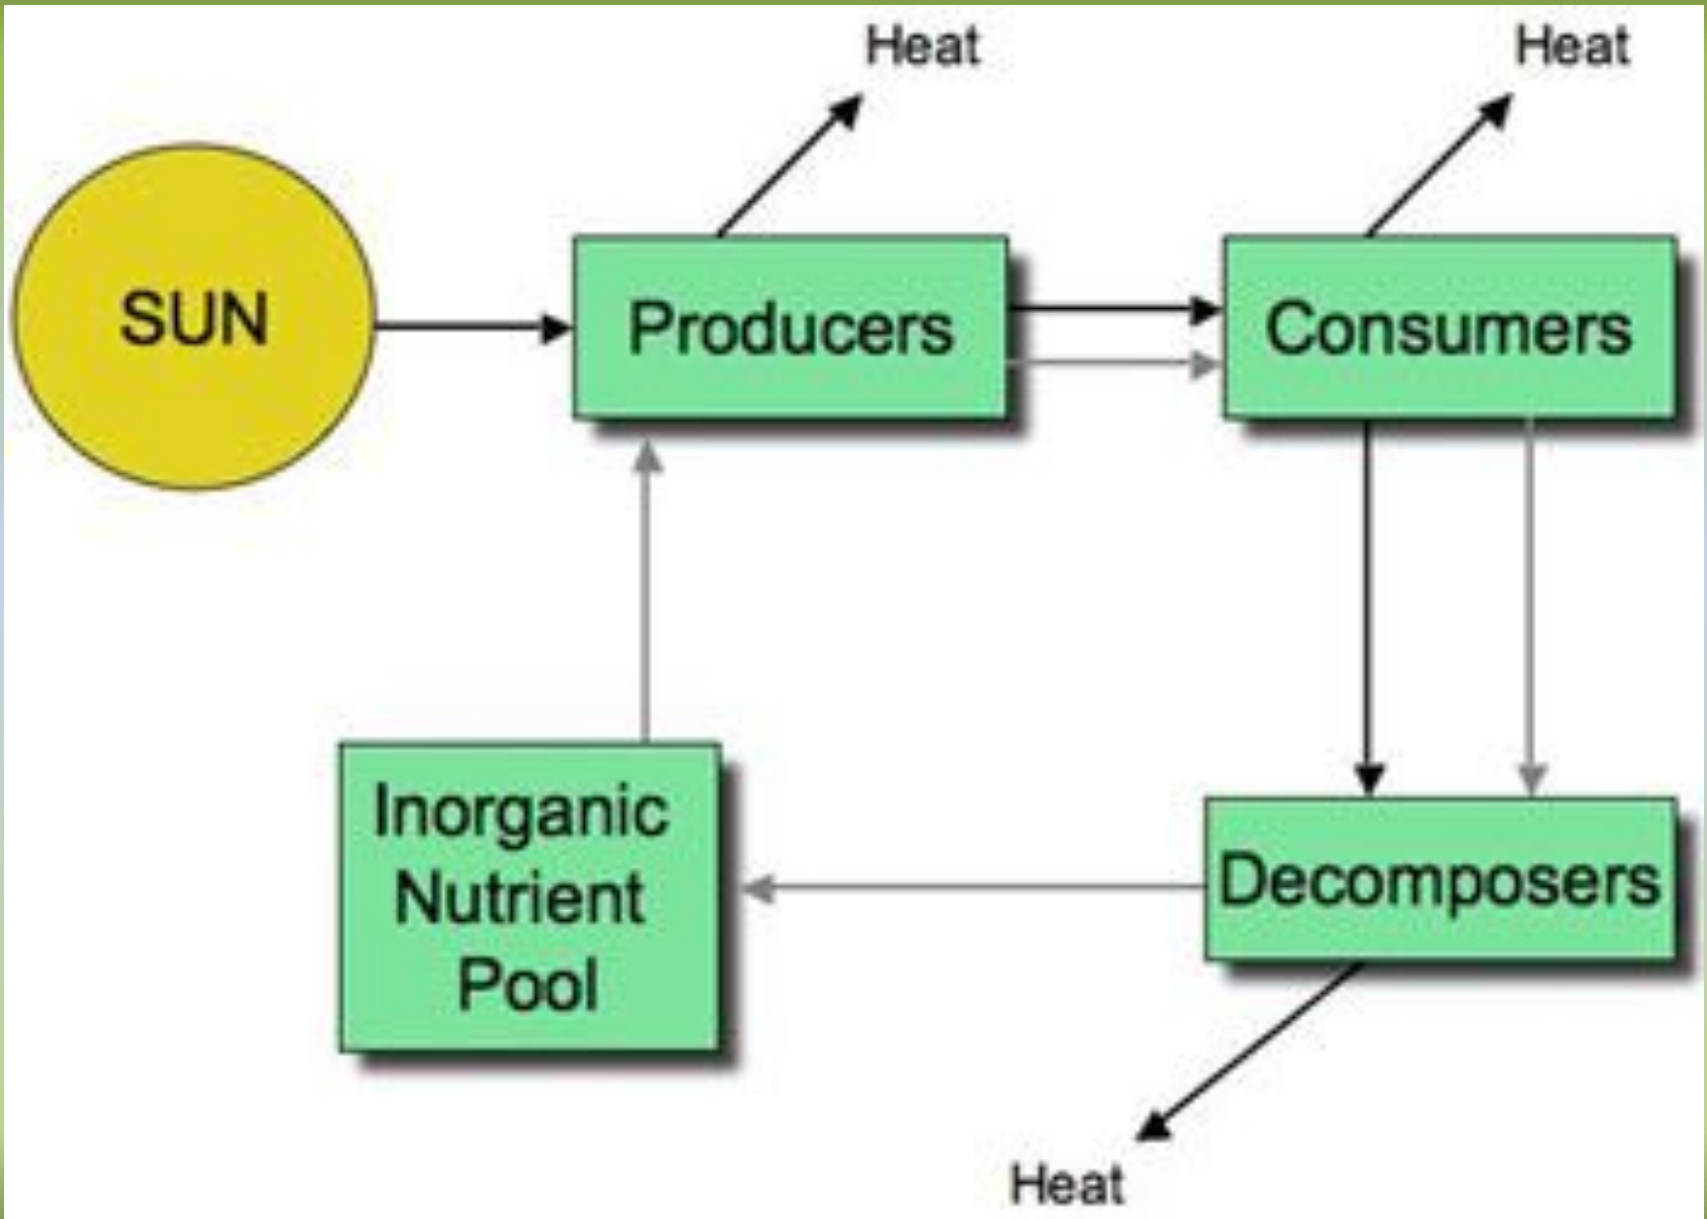 Heat
Heat
SUN
Producers
Consumers
Inorganic
Nutrient
Pool
Decomposers
Heat